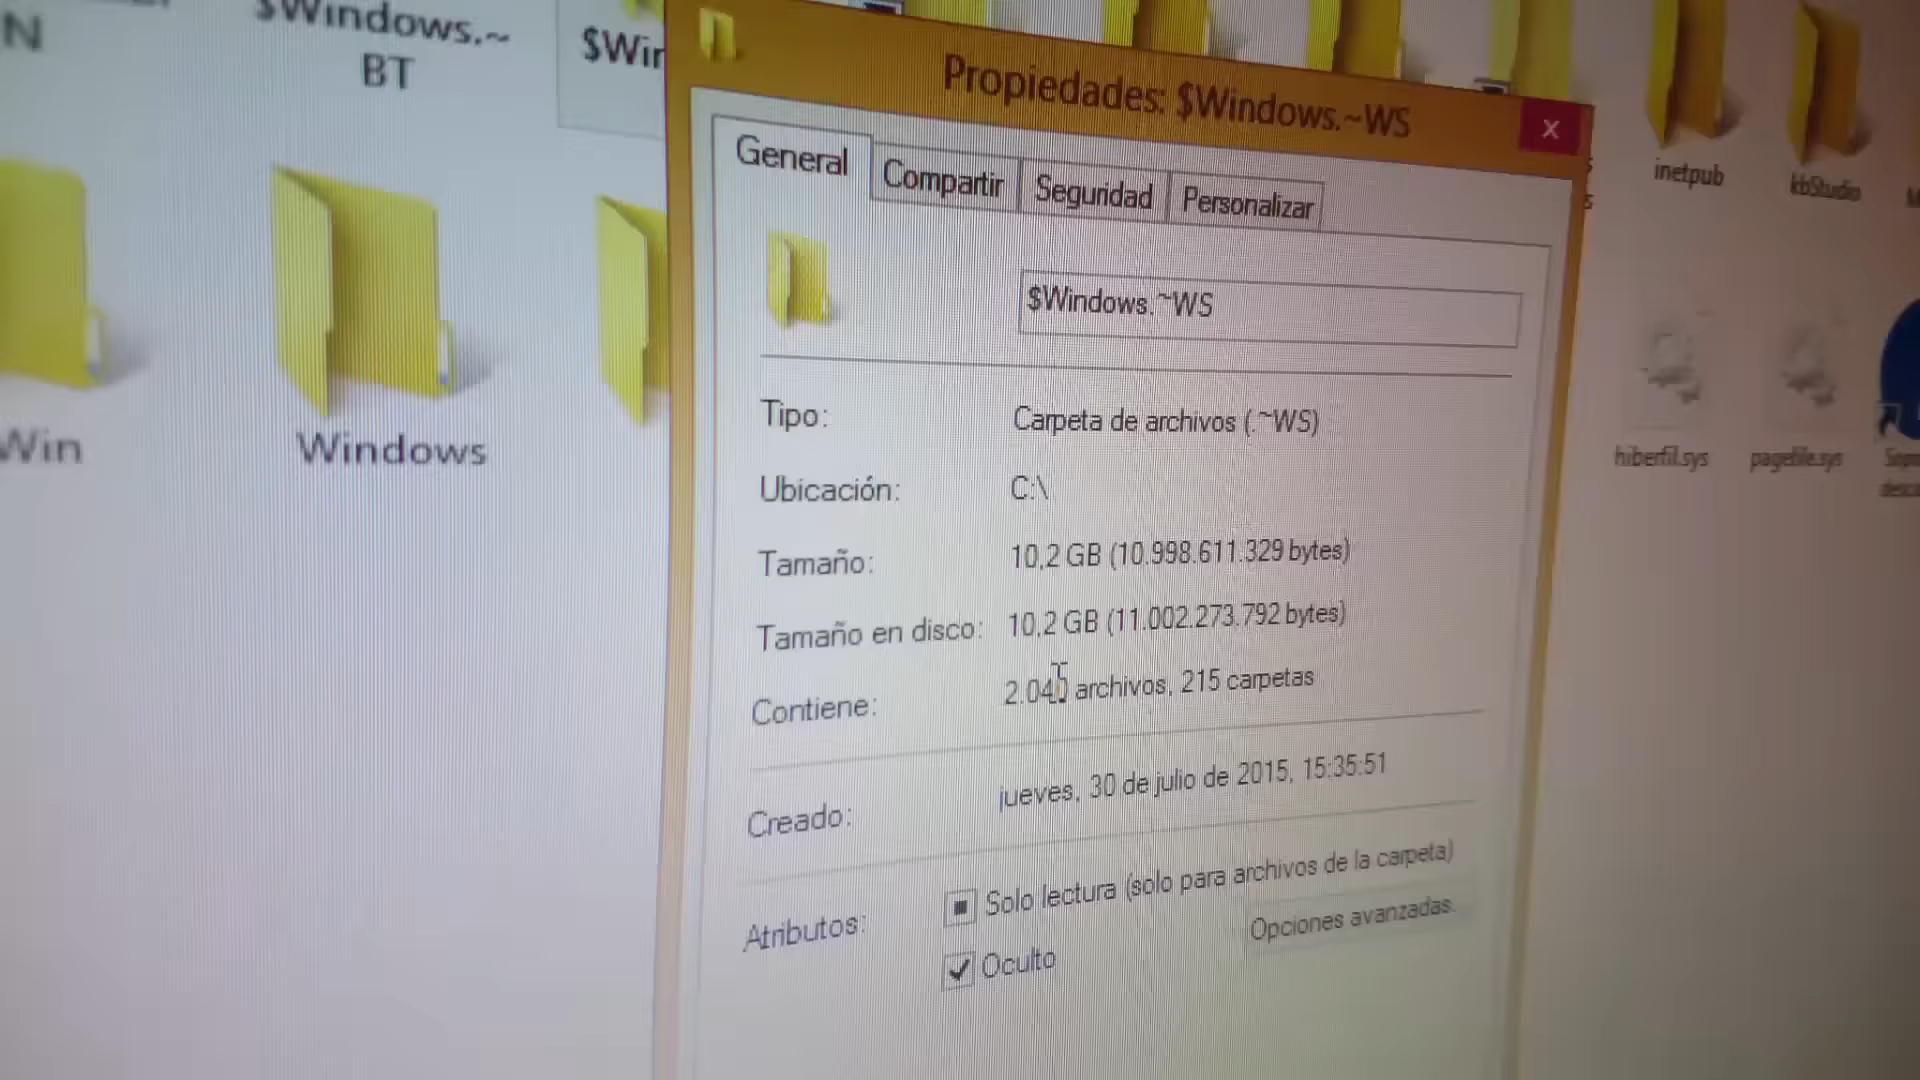 N
$Windows.~
BT
Windows
Win
Propiedades: $Windows.~WS
x
General
Compartir
Seguridad
Personalizar
$Windows.~WS
Tipo:
Carpeta de archivos (.~WS)
Ubicación:
C:\
Tamaño:
10,2 GB (10.998.611.329 bytes)
Tamaño en disco:
10,2 GB (11.002.273.792 bytes)
Contiene:
archivos, 215 carpetas
Creado:
jueves, 30 de julio de 2015, 15:35:51
Atributos:
Solo lectura (solo para archivos de la carpeta)
Oculto
Opciones avanzadas.
inetpub
kbStudio
hiberfil.sys
pagefile.sys